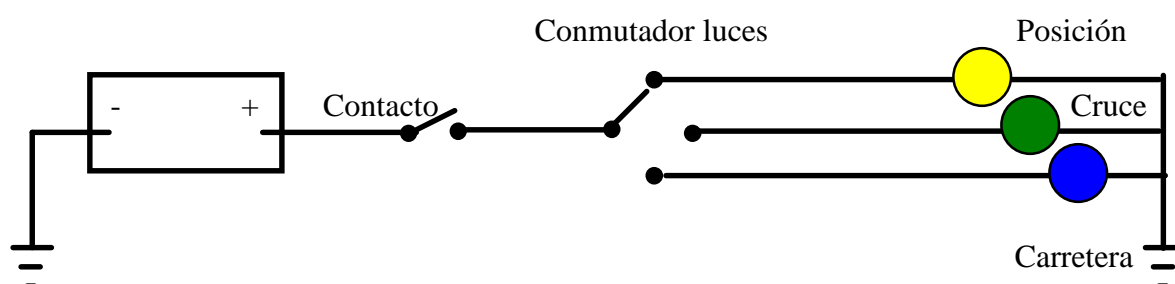 Conmutador luces
Posición
- +
Contacto
Cruce
Carretera